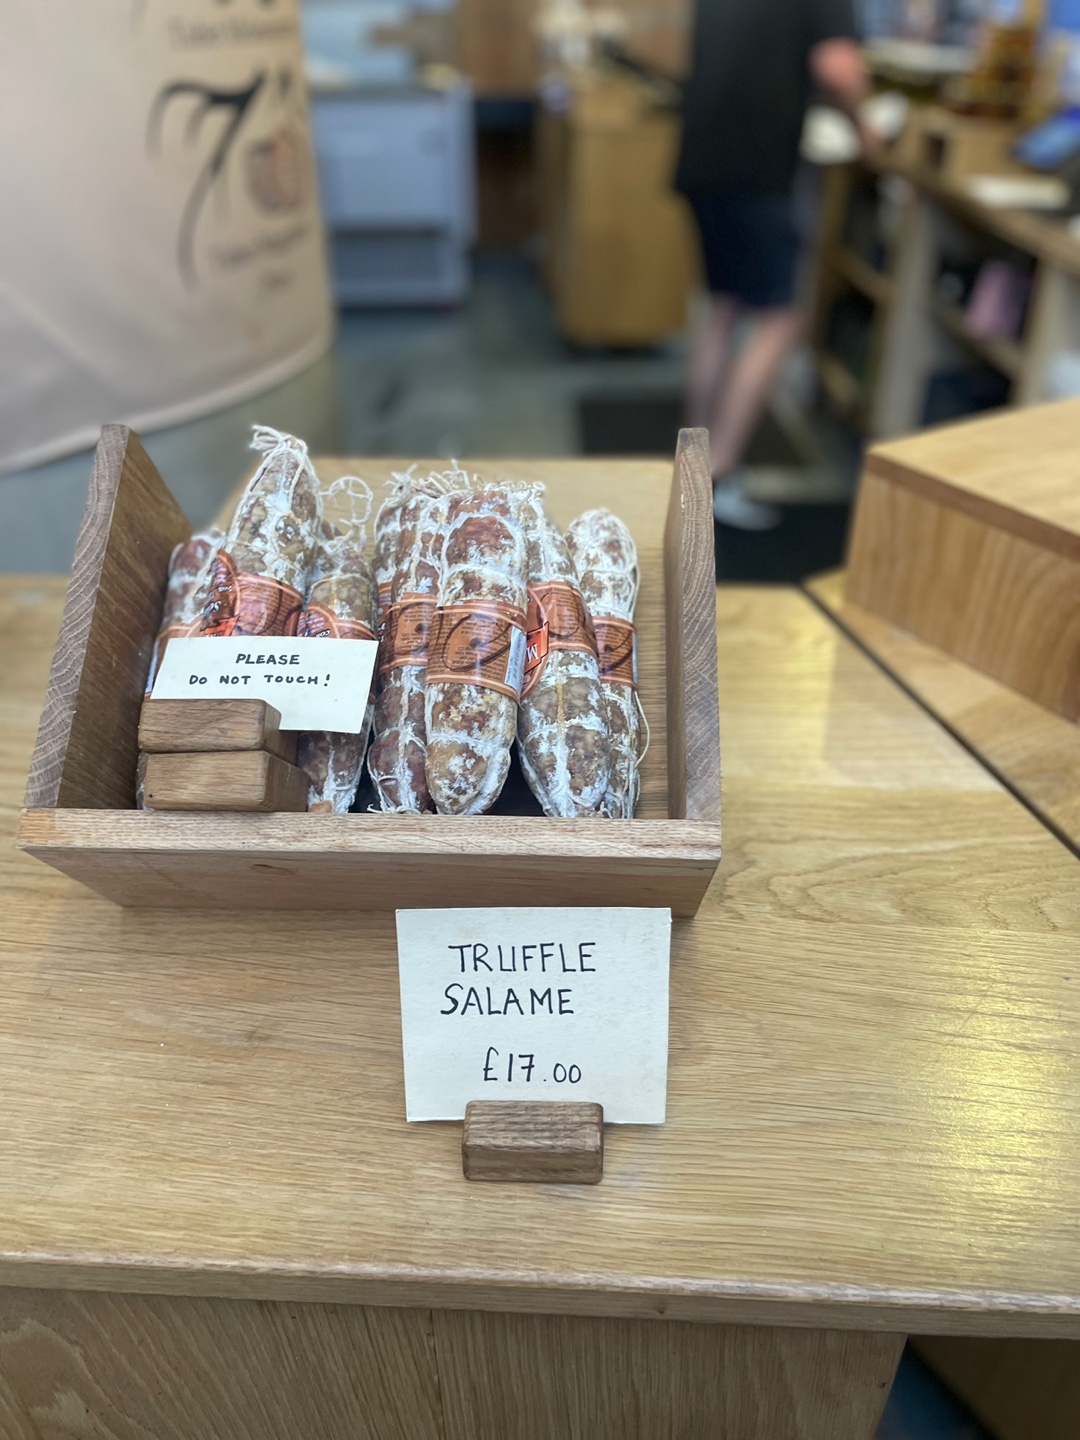 PLEASE
DO NOT TOUCH!
TRUFFLE
SALAME
£17.00